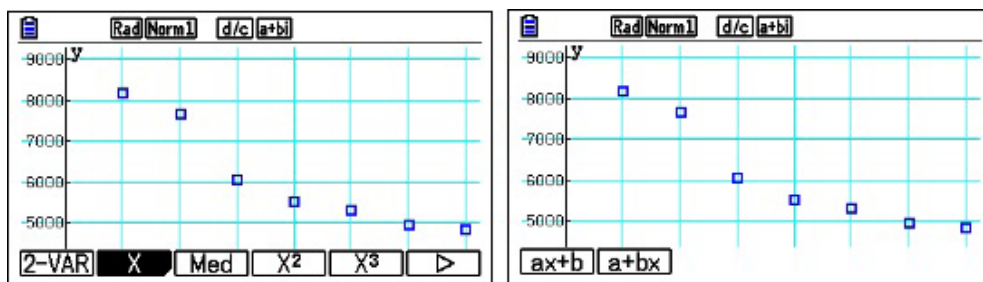 Rad Norm1 d/c a+bi
y
9000
8000
7000
6000
5000
2-VAR X Med X² X³ ▷
Rad Norm1 d/c a+bi
y
9000
8000
7000
6000
5000
ax+b a+bx